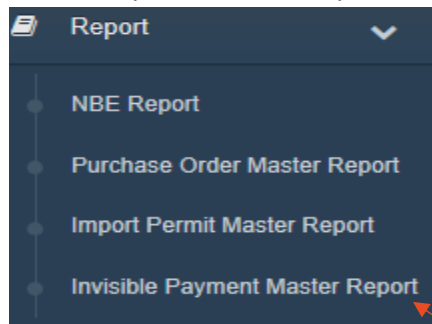 Report
NBE Report
Purchase Order Master Report
Import Permit Master Report
Invisible Payment Master Report